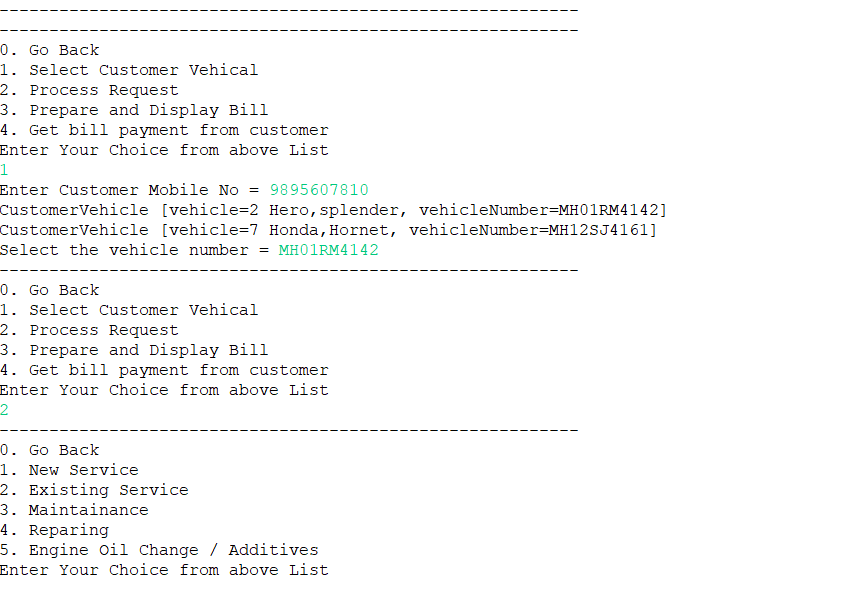 ----------------------------------------------------------
----------------------------------------------------------
0. Go Back
1. Select Customer Vehical
2. Process Request
3. Prepare and Display Bill
4. Get bill payment from customer
Enter Your Choice from above List
1
Enter Customer Mobile No = 9895607810
CustomerVehicle [vehicle=2 Hero,splender, vehicleNumber=MH01RM4142]
CustomerVehicle [vehicle=7 Honda,Hornet, vehicleNumber=MH12SJ4161]
Select the vehicle number = MH01RM4142
----------------------------------------------------------
0. Go Back
1. Select Customer Vehical
2. Process Request
3. Prepare and Display Bill
4. Get bill payment from customer
Enter Your Choice from above List
2
----------------------------------------------------------
0. Go Back
1. New Service
2. Existing Service
3. Maintainance
4. Reparing
5. Engine Oil Change / Additives
Enter Your Choice from above List